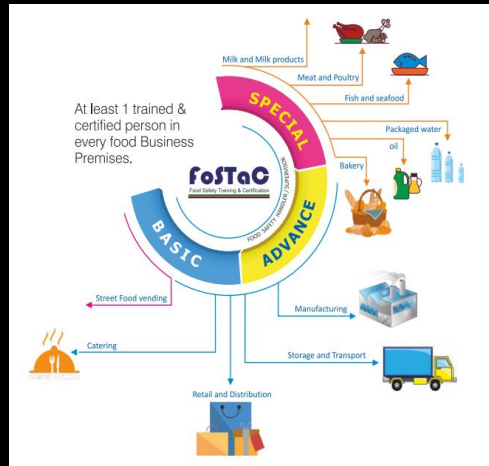 Milk and Milk products
Meat and Poultry
Fish and seafood
Packaged water
oil
Bakery
At least 1 trained &
certified person in
every food Business
Premises.
SPECIAL
FoSTaC
Food Safety Training & Certification
FOOD SAFETY HANDLER / SUPERVISOR
BASIC
ADVANCE
Street Food vending
Manufacturing
Catering
Storage and Transport
Retail and Distribution